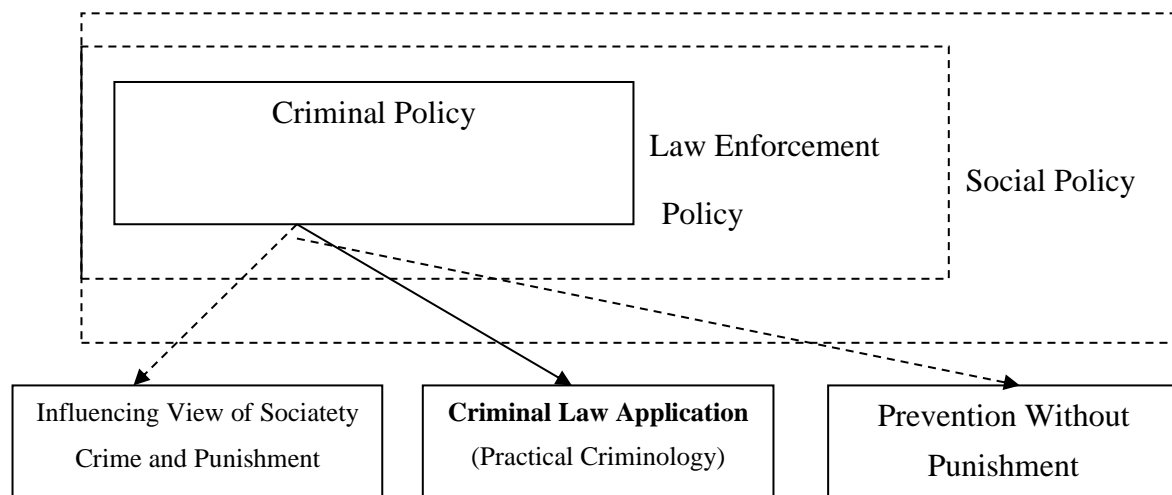 Criminal Policy
Law Enforcement
Policy
Social Policy
Influencing View of Sociatety
Crime and Punishment
Criminal Law Application
(Practical Criminology)
Prevention Without
Punishment